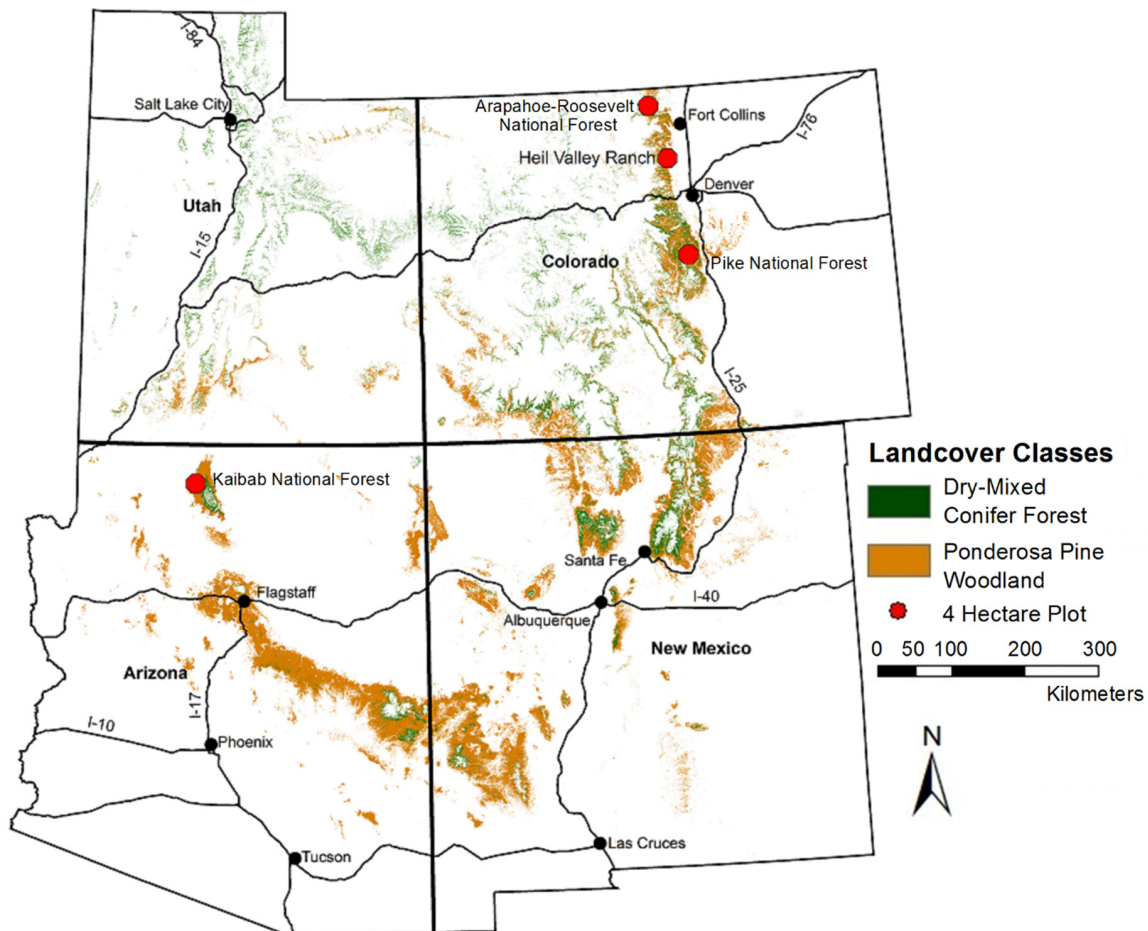 I-84
Salt Lake City
Utah
I-15
Arapahoe-Roosevelt
National Forest
Fort Collins
I-76
Heil Valley Ranch
Denver
Colorado
Pike National Forest
I-25
Kaibab National Forest
Santa Fe
Flagstaff
I-40
Albuquerque
Arizona
New Mexico
I-17
I-10
Phoenix
Las Cruces
Tucson
Landcover Classes
Dry-Mixed
Conifer Forest
Ponderosa Pine
Woodland
4 Hectare Plot
0 50 100 200 300
Kilometers
N